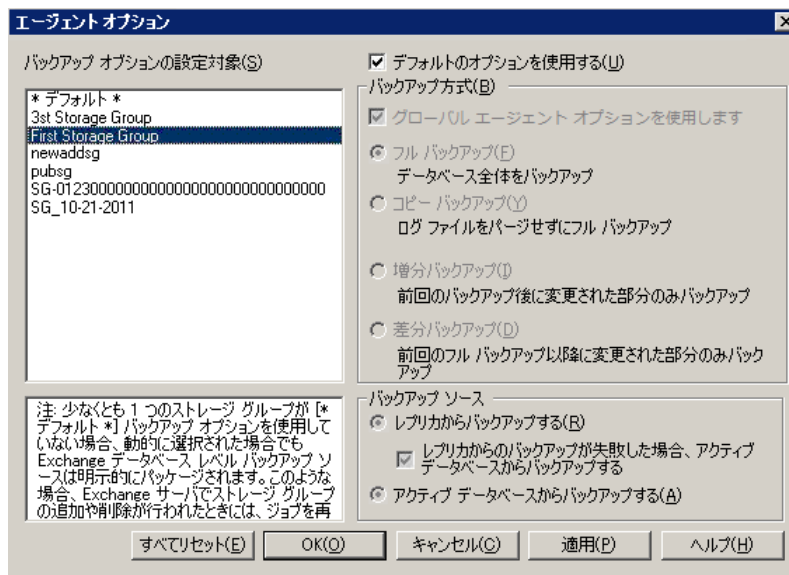 エージェント オプション
バックアップ オプションの設定対象(S)
* デフォルト *
3st Storage Group
First Storage Group
newaddsg
pubsg
SG-01230000000000000000000000000000
SG_10-21-2011
注: 少なくとも 1 つのストレージ グループが [*
デフォルト *] バックアップ オプションを使用して
いない場合、動的に選択された場合でも
Exchange データベース レベル バックアップ ソ
ースは明示的にパッケージされます。このような
場合、Exchange サーバでストレージ グループ
の追加や削除が行われたときには、ジョブを再
デフォルトのオプションを使用する(U)
バックアップ方式(B)
グローバル エージェント オプションを使用します
フル バックアップ(F)
データベース全体をバックアップ
コピー バックアップ(Y)
ログ ファイルをパージせずにフル バックアップ
増分バックアップ(I)
前回のバックアップ後に変更された部分のみバックアップ
差分バックアップ(D)
前回のフル バックアップ以降に変更された部分のみバック
アップ
バックアップ ソース
レプリカからバックアップする(R)
レプリカからのバックアップが失敗した場合、アクティブ
データベースからバックアップする
アクティブ データベースからバックアップする(A)
すべてリセット(E)
OK(O)
キャンセル(C)
適用(P)
ヘルプ(H)